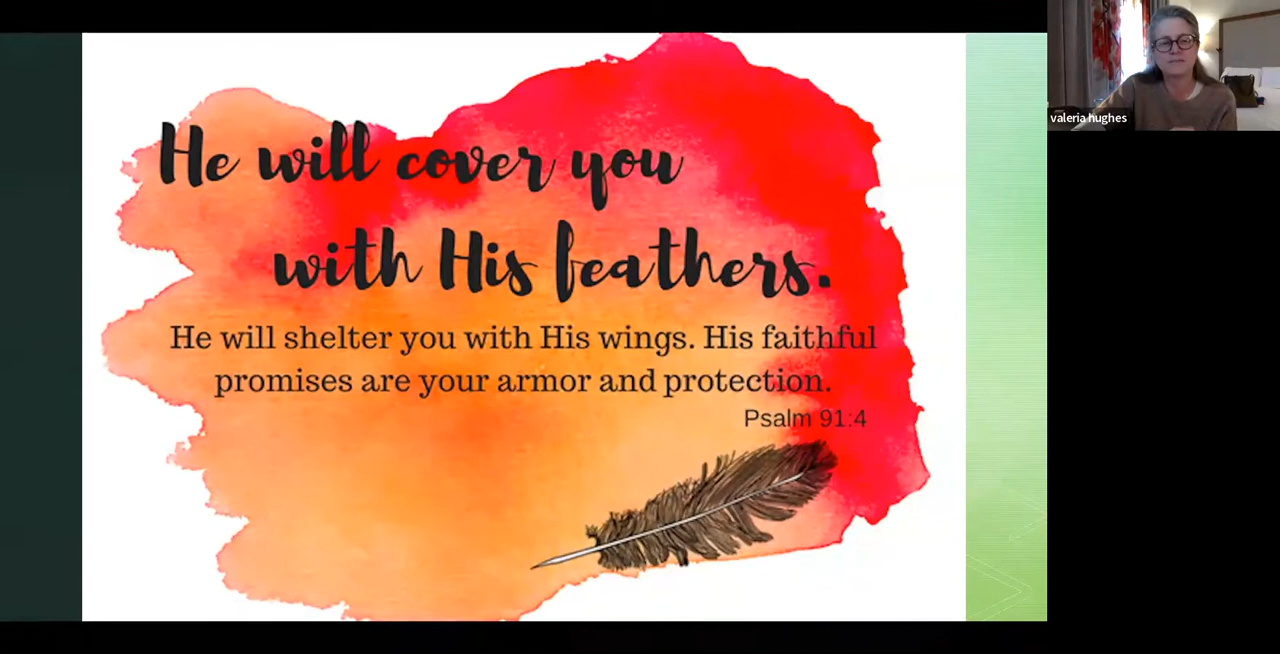 He will cover you
with His feathers.
He will shelter you with His wings. His faithful
promises are your armor and protection.
Psalm 91:4
valeria hughes